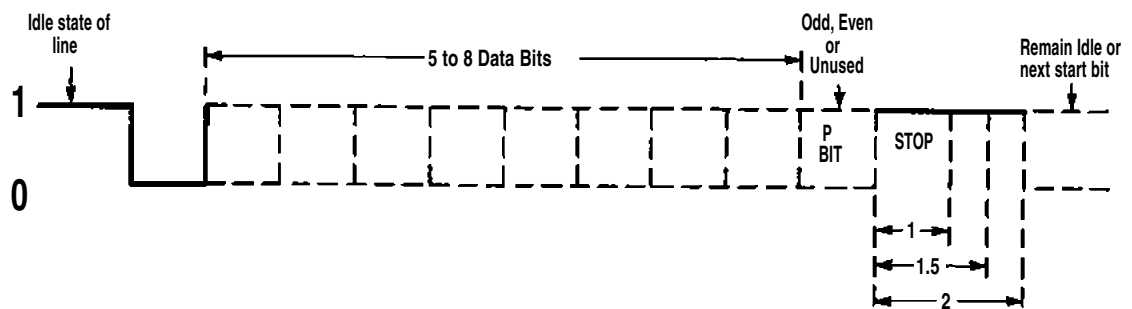 Idle state of
line
5 to 8 Data Bits
Odd, Even
or
Unused
Remain Idle or
next start bit
1
0
P
BIT
STOP
1
1.5
2